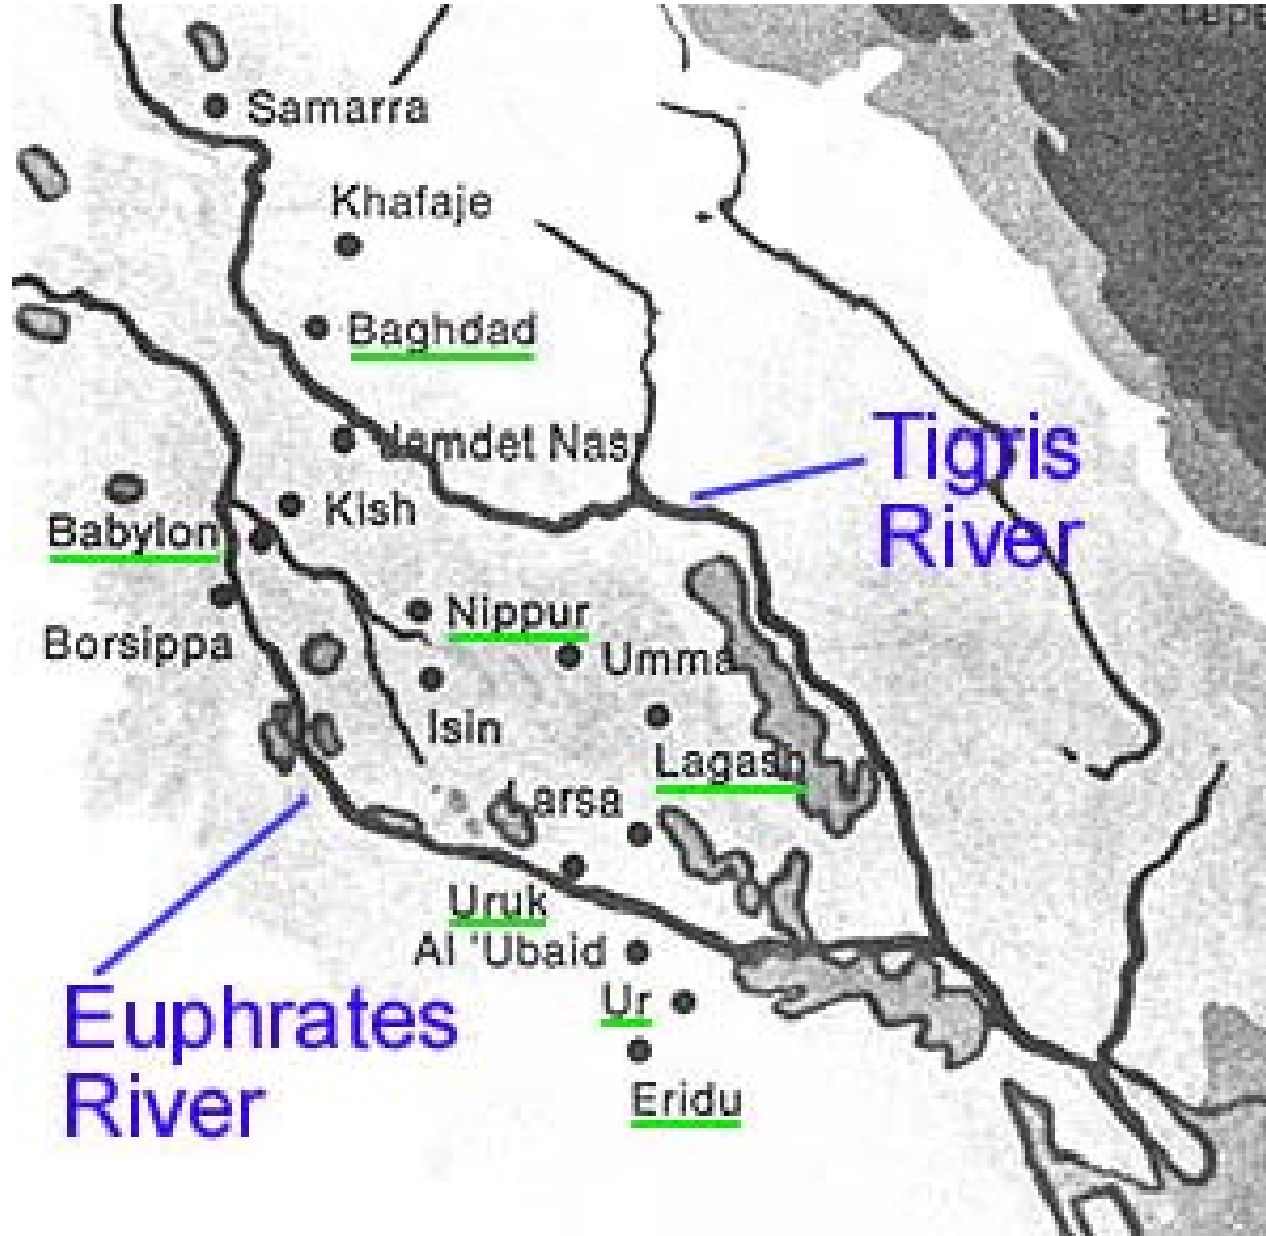 Samarra
Khafaje
Baghdad
Jemdet Nasr
Tigris
River
Kish
Babylon
Nippur
Borsippa
Umma
Isin
Lagash
Larsa
Uruk
Al 'Ubaid
Ur
Euphrates
River
Eridu